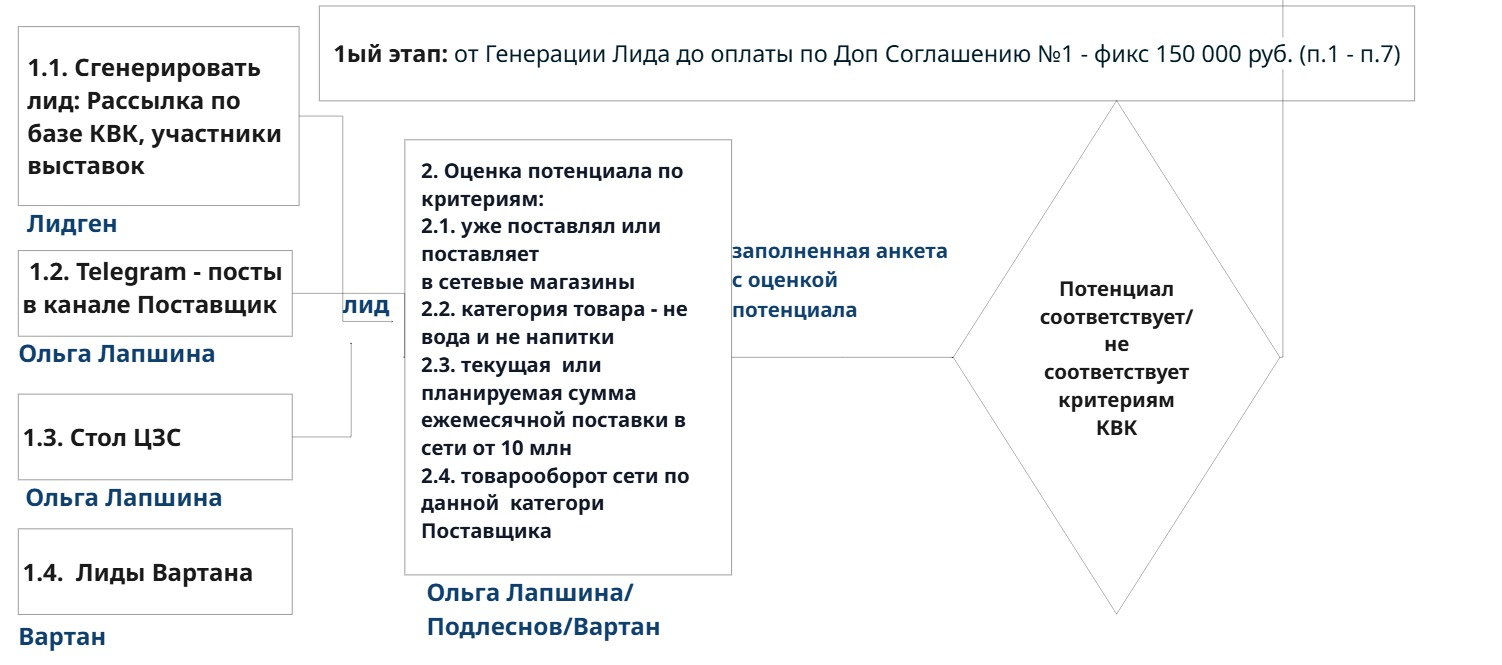 1ый этап: от Генерации Лида до оплаты по Доп Соглашению №1 - фикс 150 000 руб. (п.1 - п.7)
1.1. Сгенерировать
лид: Рассылка по
базе КВК, участники
выставок
Лидген
1.2. Telegram - посты
в канале Поставщик
Ольга Лапшина
1.3. Стол ЦЗС
Ольга Лапшина
1.4. Лиды Вартана
Вартан
лид
2. Оценка потенциала по
критериям:
2.1. уже поставлял или
поставляет
в сетевые магазины
2.2. категория товара - не
вода и не напитки
2.3. текущая или
планируемая сумма
ежемесячной поставки в
сети от 10 млн
2.4. товарооборот сети по
данной категори
Поставщика
Ольга Лапшина/
Подлеснов/Вартан
заполненная анкета
с оценкой
потенциала
Потенциал
соответствует/
не
соответствует
критериям
КВК